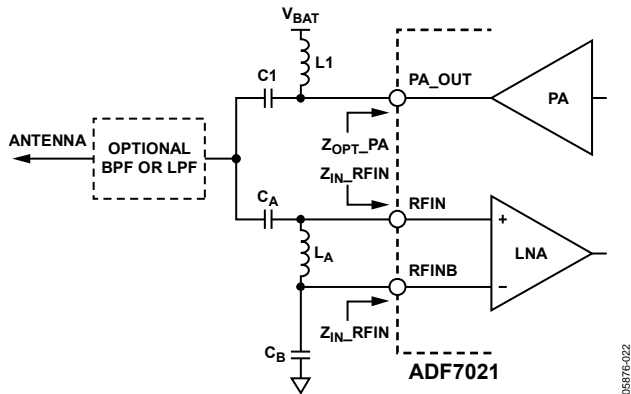 VBAT
L1
C1
PA_OUT
PA
ZOPT_PA
ANTENNA
OPTIONAL
BPF OR LPF
ZIN_RFIN
CA
RFIN
+
LA
LNA
RFINB
–
ZIN_RFIN
CB
ADF7021
05876-022